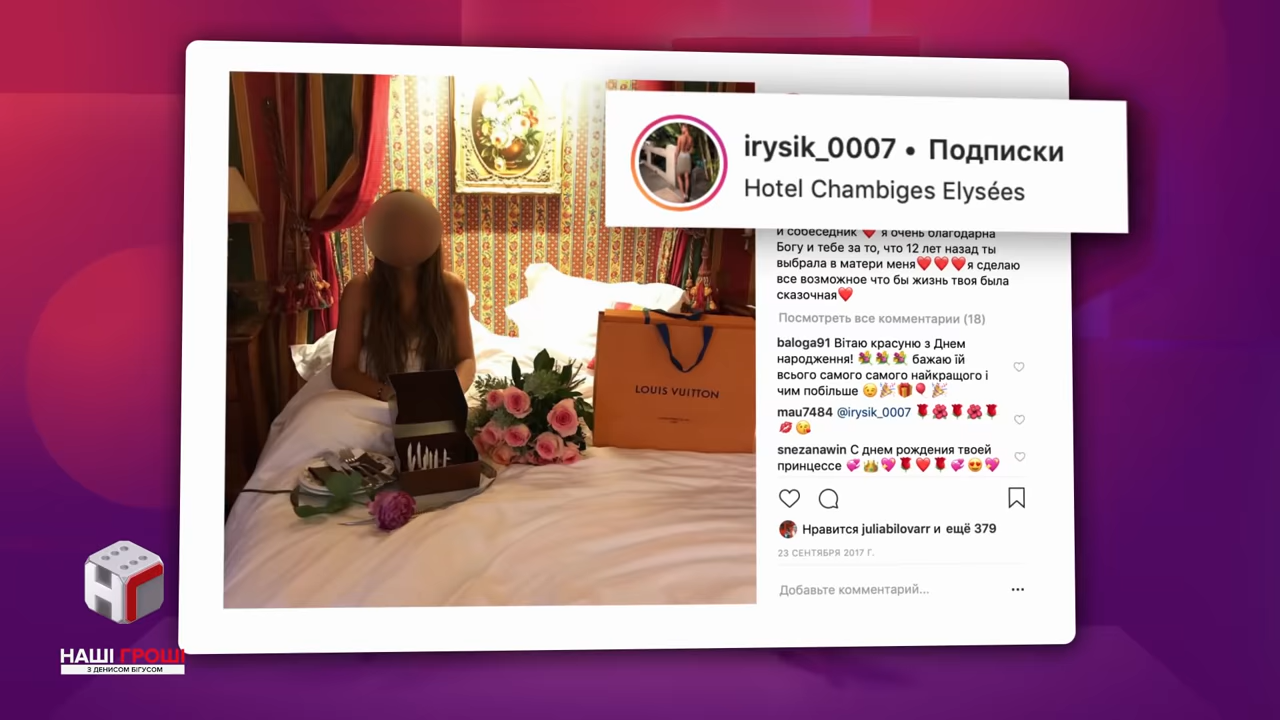 irysik_0007 • Подписки
Hotel Chambiges Elysées
и собеседник ❤️ я очень благодарна
Богу и тебе за то, что 12 лет назад ты
выбрала в матери меня❤️❤️❤️я сделаю
все возможное что бы жизнь твоя была
сказочная❤️
Посмотреть все комментарии (18)
baloga91 Вітаю красуню з Днем
народження! 💐💐💐 бажаю їй
всього самого самого найкращого і
чим побільше 😉🎉🎁🎈🎉
mau7484 @irysik_0007 🌹🌺🌹🌺🌹
💋😘
snezanawin С днем рождения твоей
принцессе 💞👑💖🌹❤️🌹💞😍💖
Нравится juliabilovarr и ещё 379
23 СЕНТЯБРЯ 2017 Г.
Добавьте комментарий...
LOUIS VUITTON
НАШІ ГРОШІ
З ДЕНИСОМ БІГУСОМ